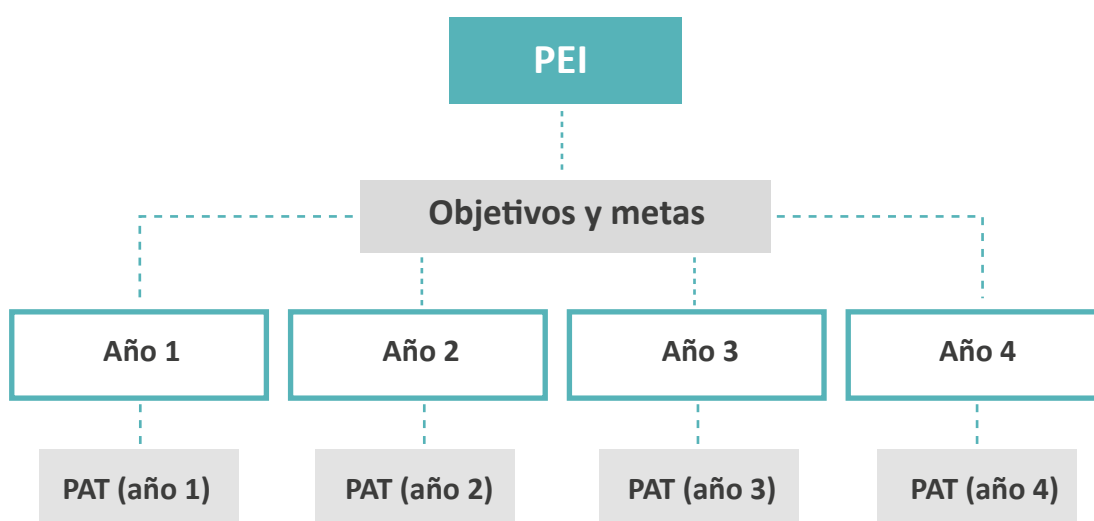 PEI
Objetivos y metas
Año 1
Año 2
Año 3
Año 4
PAT (año 1)
PAT (año 2)
PAT (año 3)
PAT (año 4)